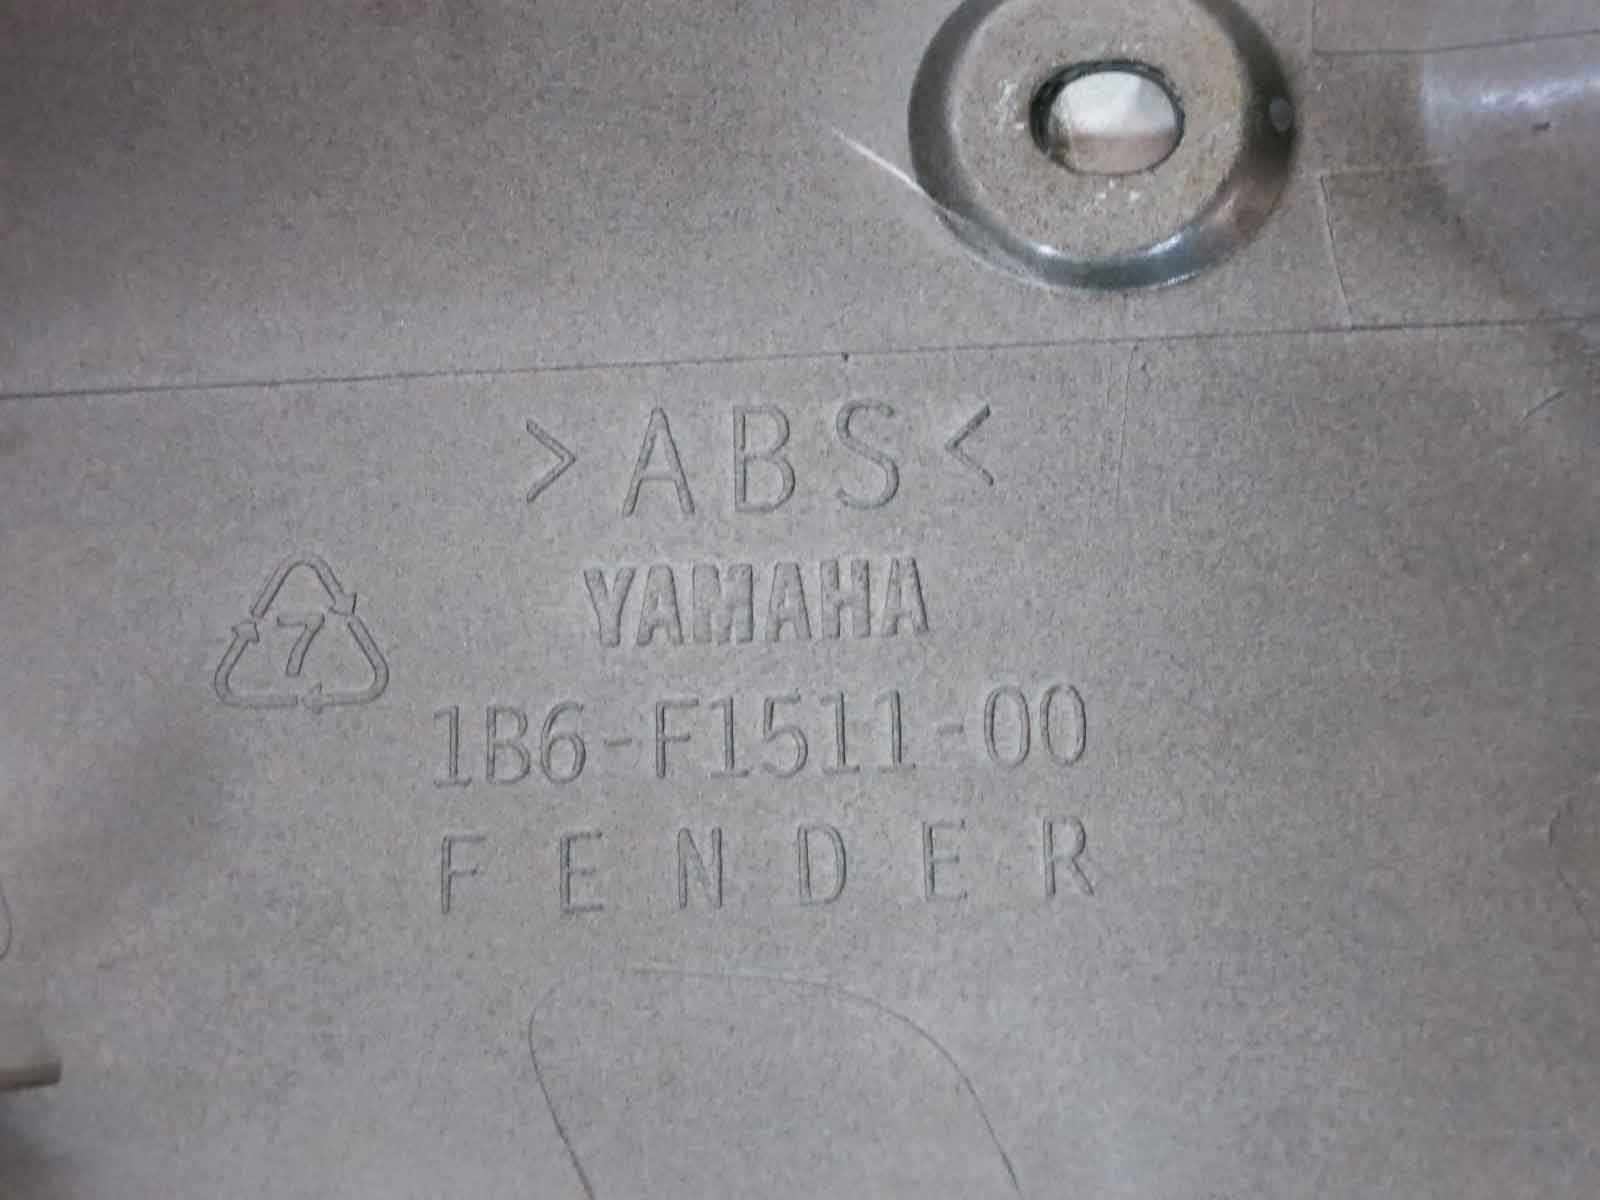 >ABS<
YAMAHA
7
1B6-F1511-00
FENDER